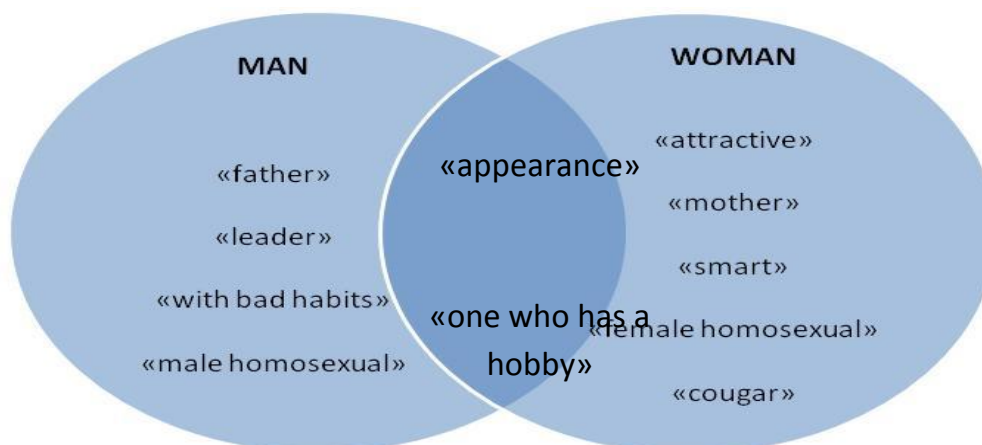 MAN
«father»
«leader»
«with bad habits»
«male homosexual»
«appearance»
«one who has a
hobby»
WOMAN
«attractive»
«mother»
«smart»
«female homosexual»
«cougar»